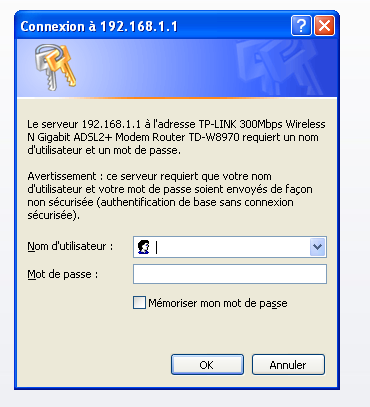 Connexion à 192.168.1.1
Le serveur 192.168.1.1 à l'adresse TP-LINK 300Mbps Wireless
N Gigabit ADSL2+ Modem Router TD-W8970 requiert un nom
d'utilisateur et un mot de passe.
Avertissement : ce serveur requiert que votre nom
d'utilisateur et votre mot de passe soient envoyés de façon
non sécurisée (authentification de base sans connexion
sécurisée).
Nom d'utilisateur :
Mot de passe :
Mémoriser mon mot de passe
OK
Annuler